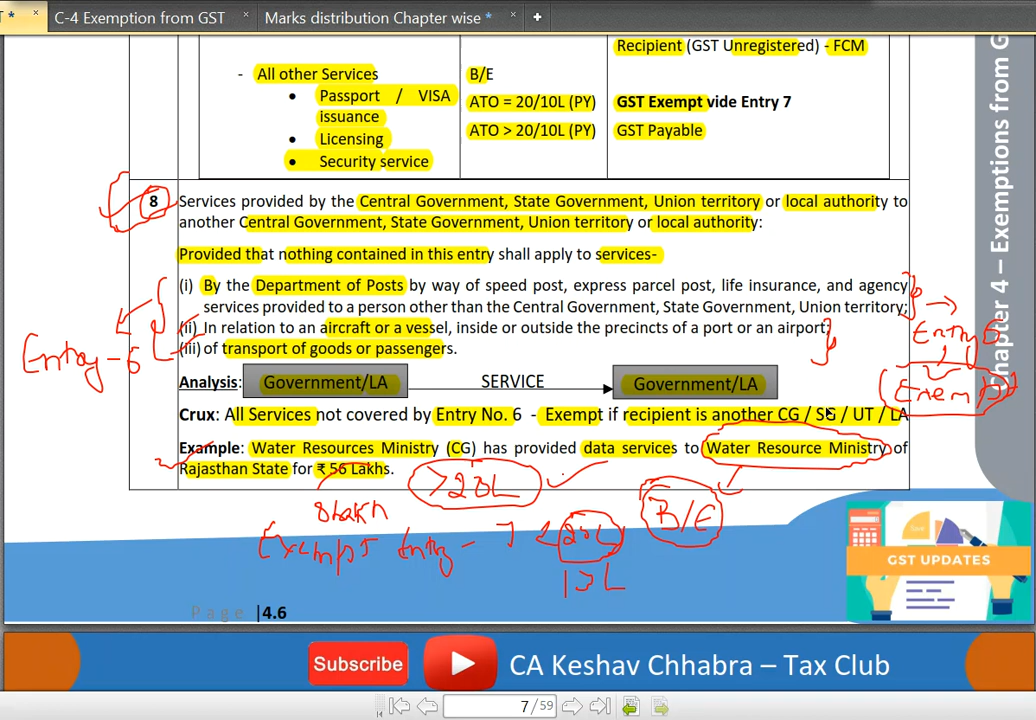 C-4 Exemption from GST × Marks distribution Chapter wise * × +
Recipient (GST Unregistered) - FCM
- All other Services B/E
• Passport / VISA issuance ATO = 20/10L (PY) GST Exempt vide Entry 7
• Licensing ATO > 20/10L (PY) GST Payable
• Security service
8 Services provided by the Central Government, State Government, Union territory or local authority to
another Central Government, State Government, Union territory or local authority:
Provided that nothing contained in this entry shall apply to services-
(i) By the Department of Posts by way of speed post, express parcel post, life insurance, and agency
services provided to a person other than the Central Government, State Government, Union territory;
(ii) In relation to an aircraft or a vessel, inside or outside the precincts of a port or an airport;
(iii) of transport of goods or passengers.
Entry-6
Entry 6
Exempt
Analysis: Government/LA SERVICE Government/LA
Crux: All Services not covered by Entry No. 6 - Exempt if recipient is another CG / SG / UT / LA
Example: Water Resources Ministry (CG) has provided data services to Water Resource Ministry of
Rajasthan State for ₹ 56 Lakhs.
>20L
8 lakh
B/E
Exempt Entry - 7 <20L
13L
Page |4.6
Chapter 4 – Exemptions from G
GST UPDATES
Subscribe CA Keshav Chhabra – Tax Club
7 / 59